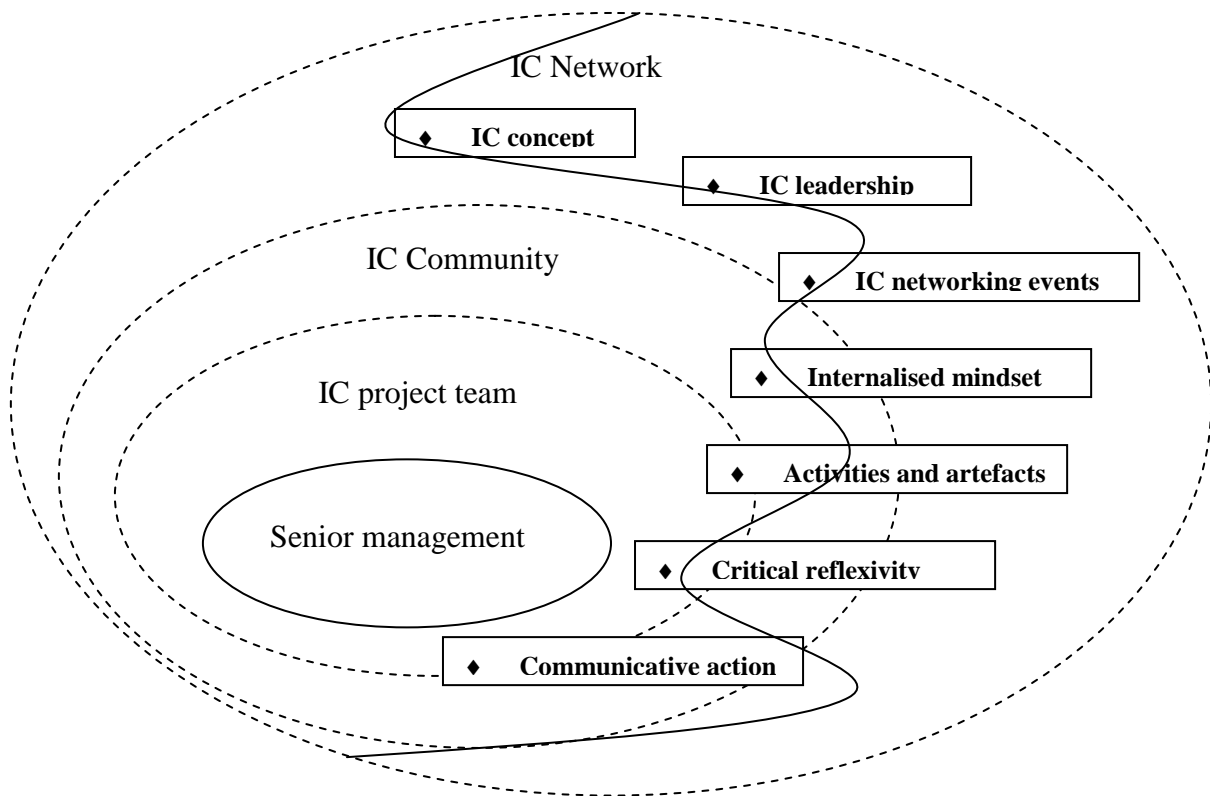 IC Network
♦ IC concept
♦ IC leadership
IC Community
♦ IC networking events
♦ Internalised mindset
IC project team
♦ Activities and artefacts
Senior management
♦ Critical reflexivity
♦ Communicative action